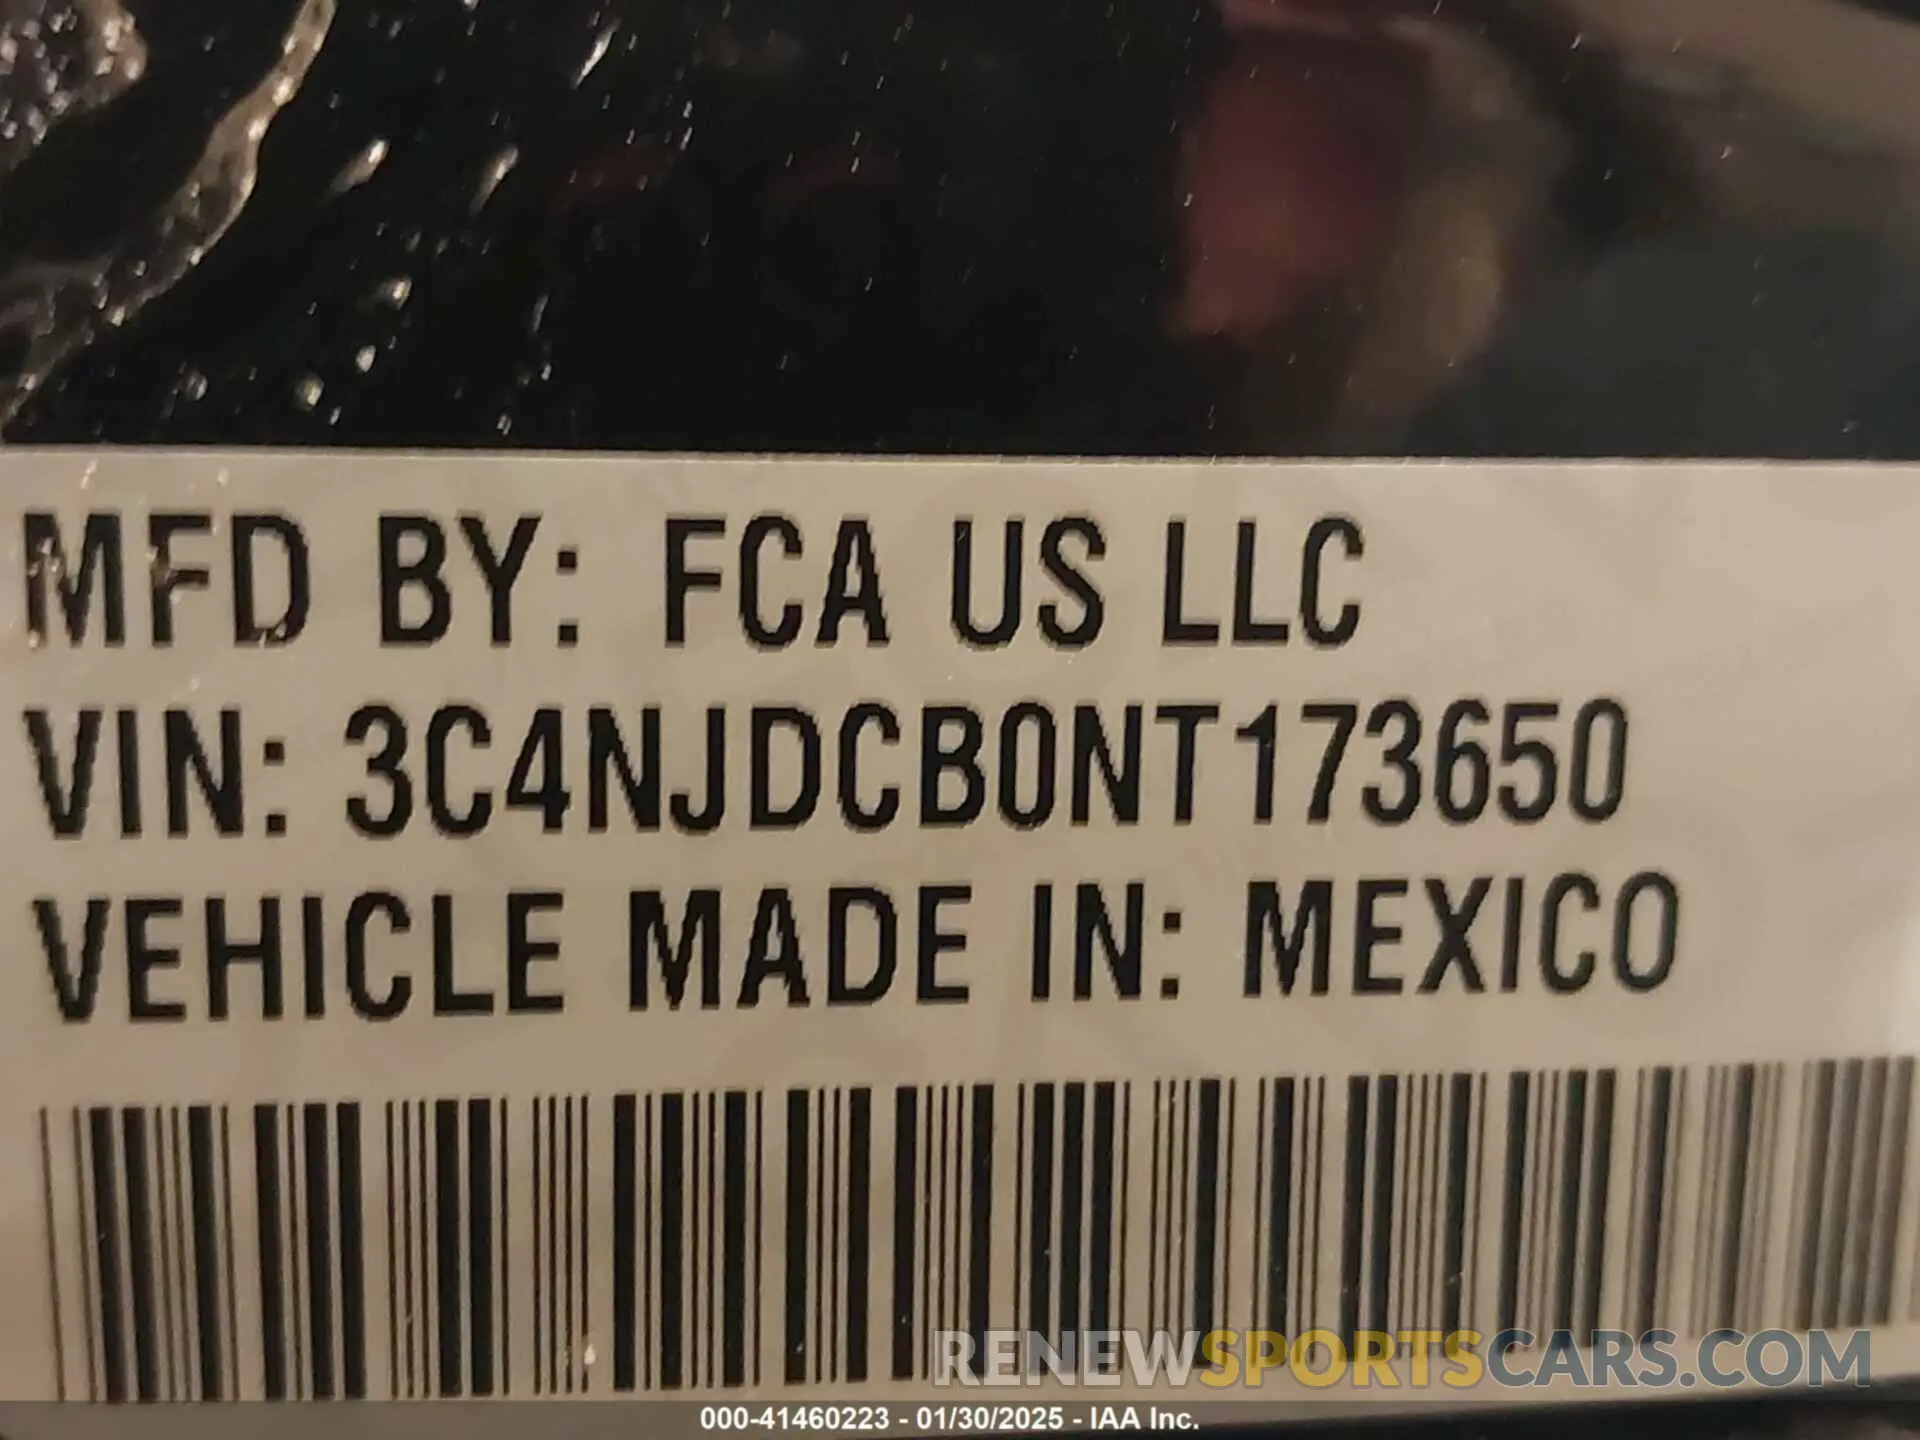 MFD BY: FCA US LLC
VIN: 3C4NJDCB0NT173650
VEHICLE MADE IN: MEXICO
RENEWSPORTSCARS.COM
000-41460223 - 01/30/2025 - IAA Inc.